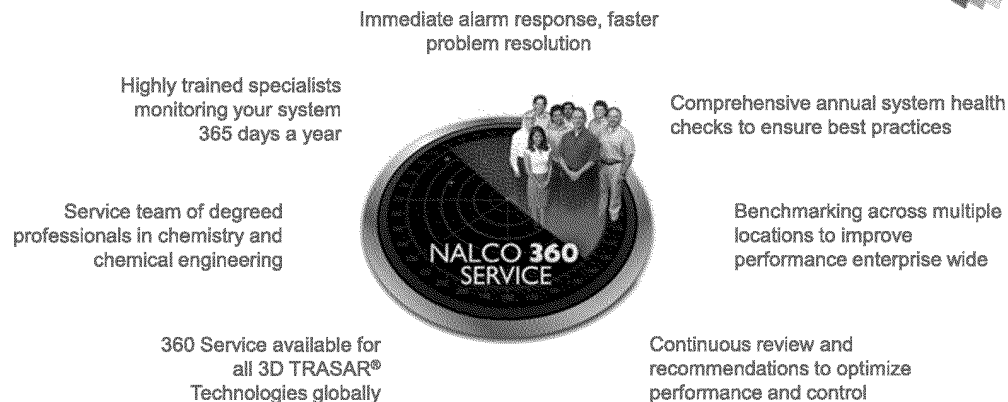 Immediate alarm response, faster
problem resolution
Highly trained specialists
monitoring your system
365 days a year
Comprehensive annual system health
checks to ensure best practices
Service team of degreed
professionals in chemistry and
chemical engineering
NALCO 360
SERVICE
Benchmarking across multiple
locations to improve
performance enterprise wide
360 Service available for
all 3D TRASAR®
Technologies globally
Continuous review and
recommendations to optimize
performance and control